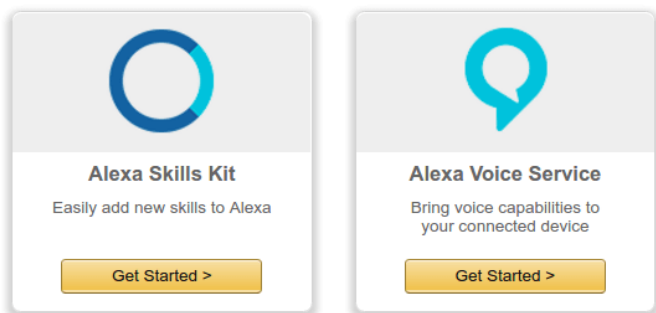 Alexa Skills Kit
Easily add new skills to Alexa
Get Started >
Alexa Voice Service
Bring voice capabilities to
your connected device
Get Started >